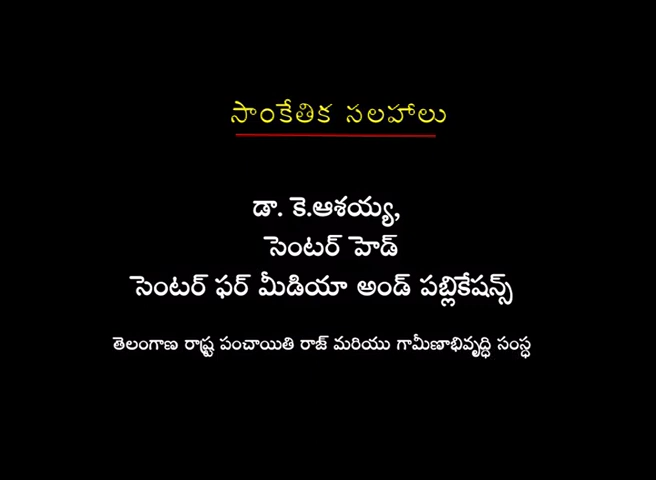 సాంకేతిక సలహాలు
డా. కె.ఆశయ్య,
సెంటర్ హెడ్
సెంటర్ ఫర్ మీడియా అండ్ పబ్లికేషన్స్
తెలంగాణ రాష్ట్ర పంచాయితి రాజ్ మరియు గామీణాభివృద్ధి సంస్థ